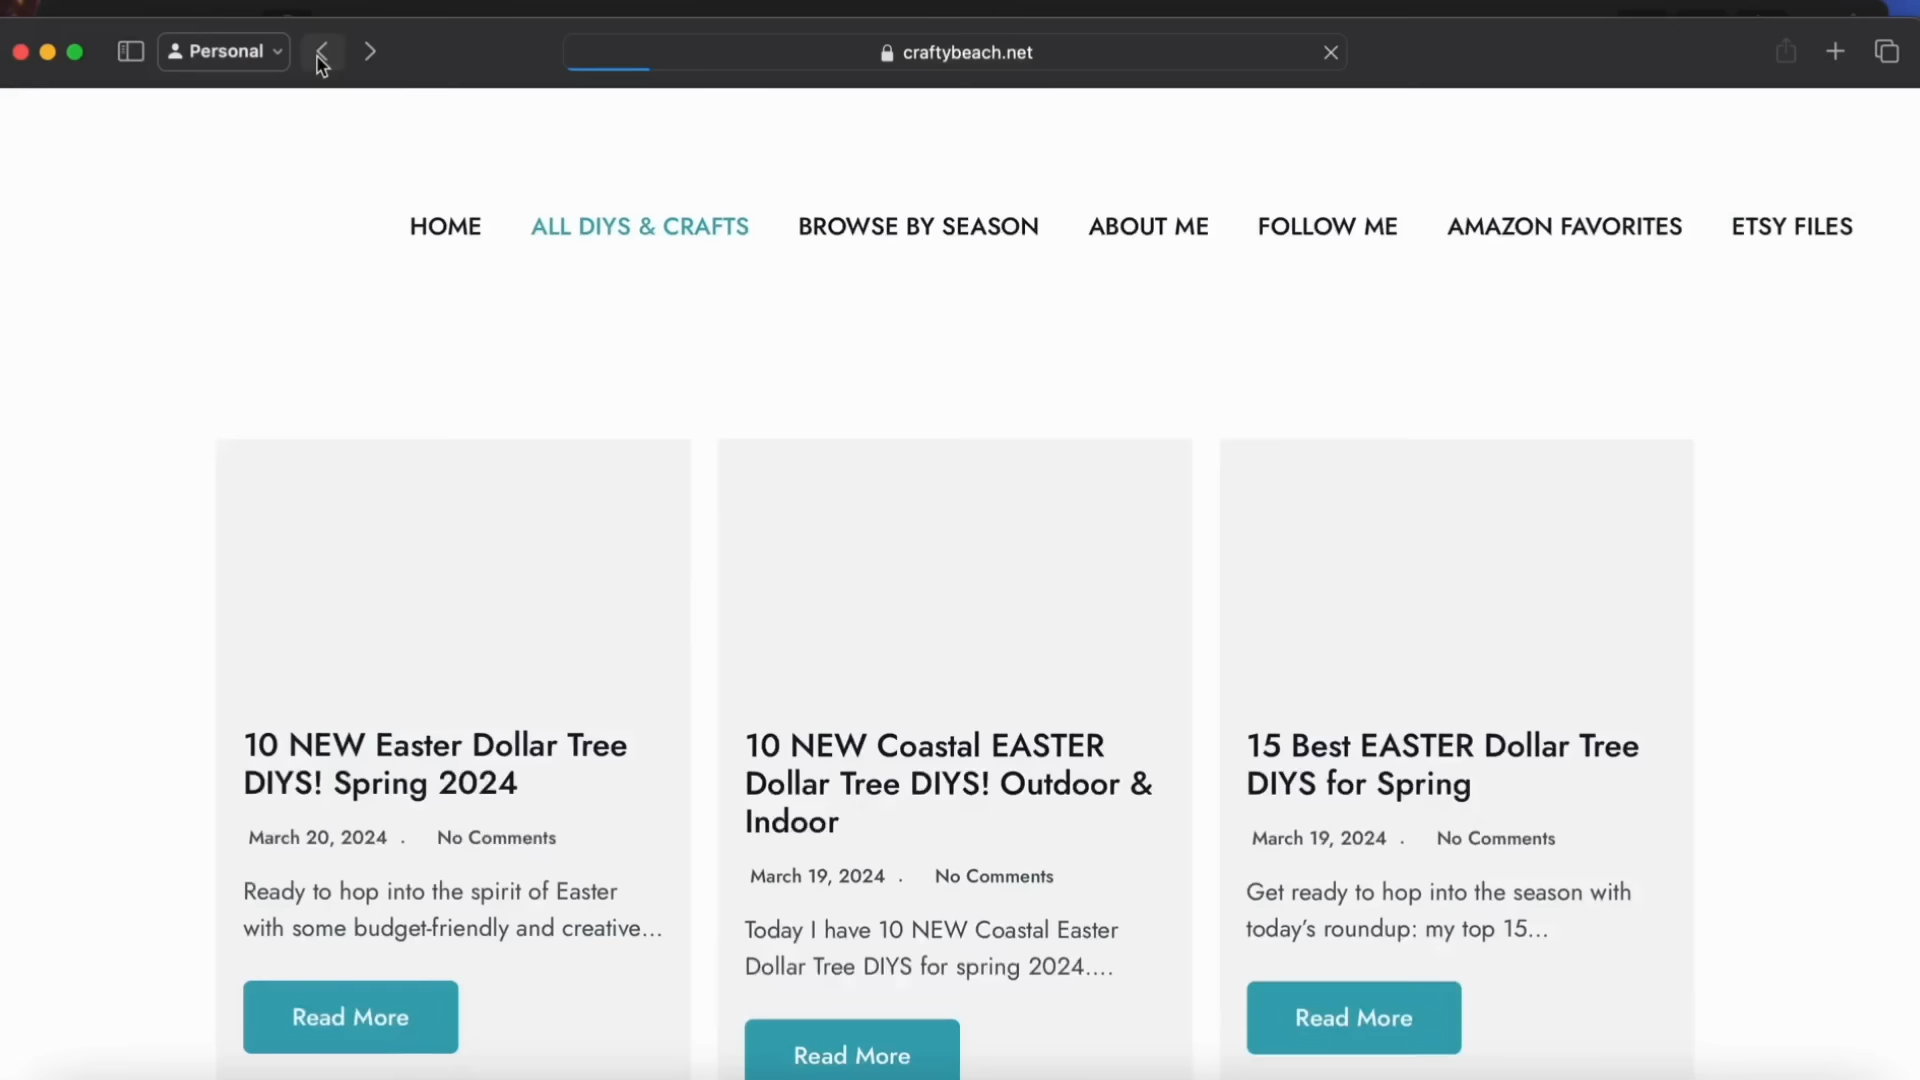 Personal
craftybeach.net
HOME ALL DIYS & CRAFTS BROWSE BY SEASON ABOUT ME FOLLOW ME AMAZON FAVORITES ETSY FILES
10 NEW Easter Dollar Tree
DIYS! Spring 2024
March 20, 2024 . No Comments
Ready to hop into the spirit of Easter
with some budget-friendly and creative…
Read More
10 NEW Coastal EASTER
Dollar Tree DIYS! Outdoor &
Indoor
March 19, 2024 . No Comments
Today I have 10 NEW Coastal Easter
Dollar Tree DIYS for spring 2024.…
Read More
15 Best EASTER Dollar Tree
DIYS for Spring
March 19, 2024 . No Comments
Get ready to hop into the season with
today’s roundup: my top 15…
Read More